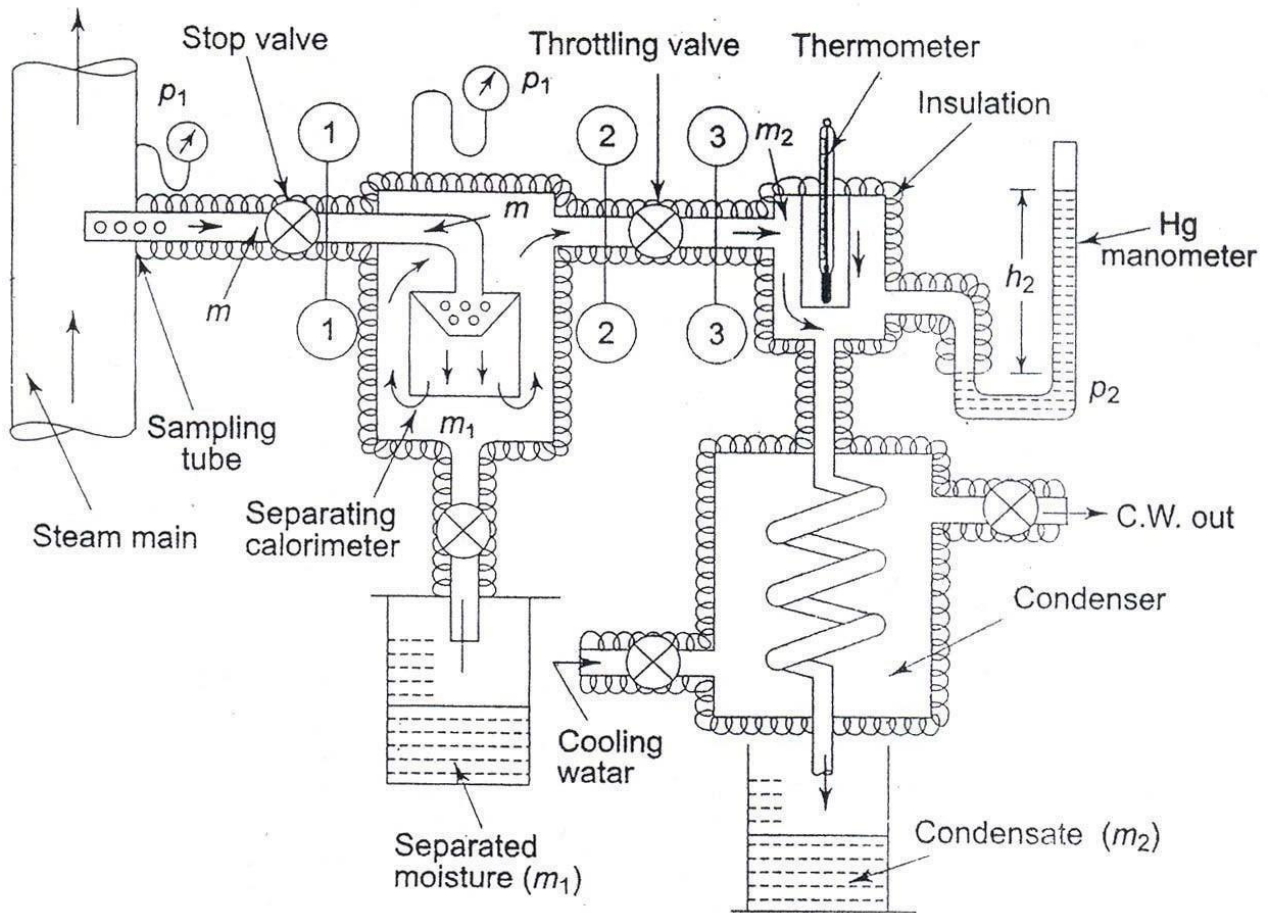 Stop valve
Throttling valve
Thermometer
p1
p1
Insulation
1
2
3
m2
m
Hg
manometer
h2
m
1
2
3
p2
Sampling
tube
m1
Steam main
Separating
calorimeter
C.W. out
Condenser
Cooling
watar
Separated
moisture (m1)
Condensate (m2)